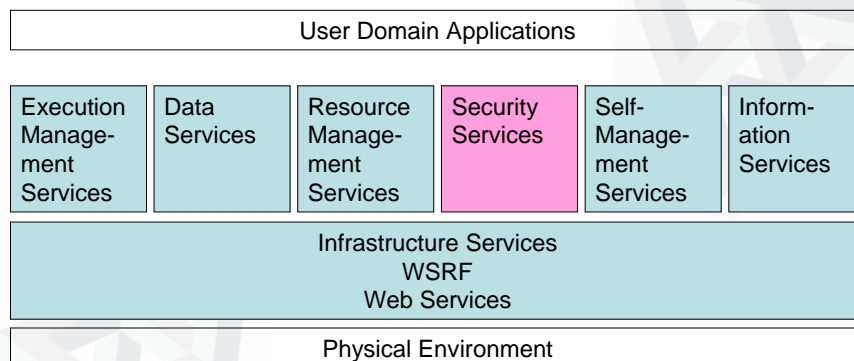 User Domain Applications
Execution
Manage-
ment
Services
Data
Services
Resource
Manage-
ment
Services
Security
Services
Self-
Manage-
ment
Services
Inform-
ation
Services
Infrastructure Services
WSRF
Web Services
Physical Environment